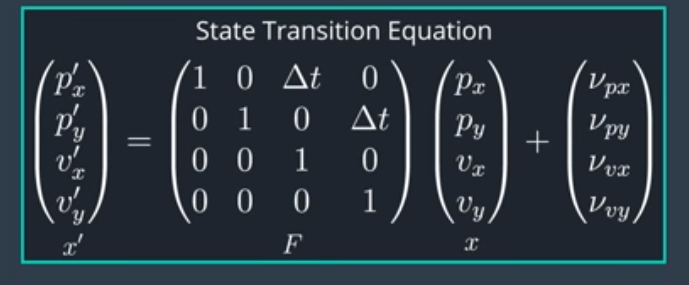 State Transition Equation
p′x 1 0 Δt 0 px νpx
p′y 0 1 0 Δt py νpy
= +
v′x 0 0 1 0 vx νvx
v′y 0 0 0 1 vy νvy
x′ F x